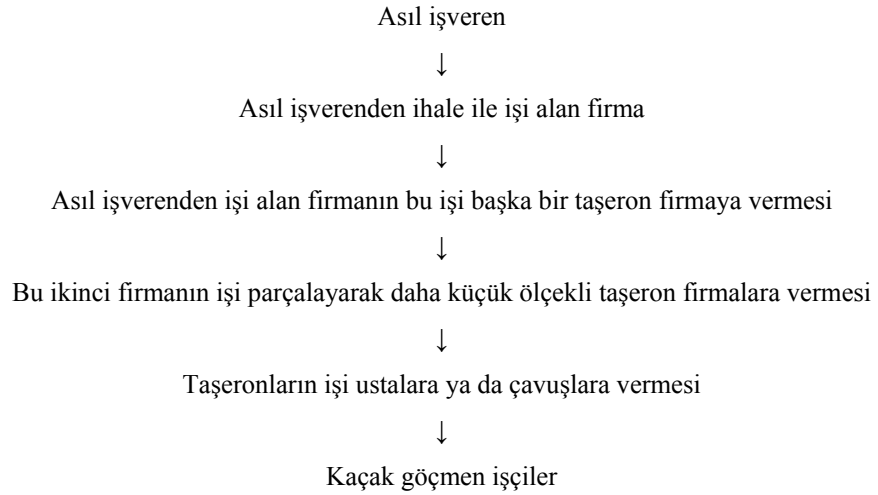 Asıl işveren
↓
Asıl işverenden ihale ile işi alan firma
↓
Asıl işverenden işi alan firmanın bu işi başka bir taşeron firmaya vermesi
↓
Bu ikinci firmanın işi parçalayarak daha küçük ölçekli taşeron firmalara vermesi
↓
Taşeronların işi ustalara ya da çavuşlara vermesi
↓
Kaçak göçmen işçiler